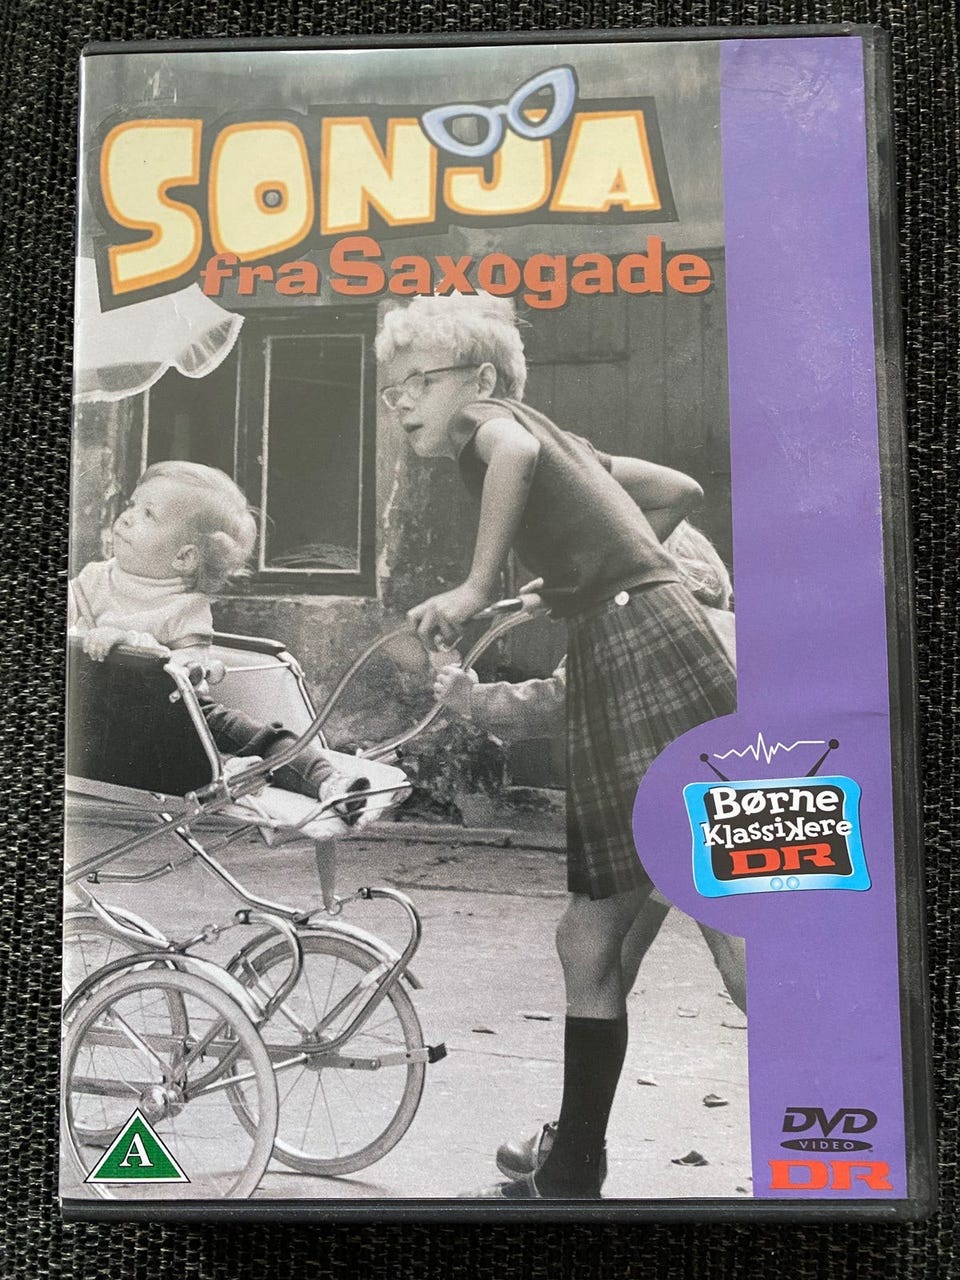 SONJA
fra Saxogade
Børne
Klassikere
DR
A
DVD
VIDEO
DR